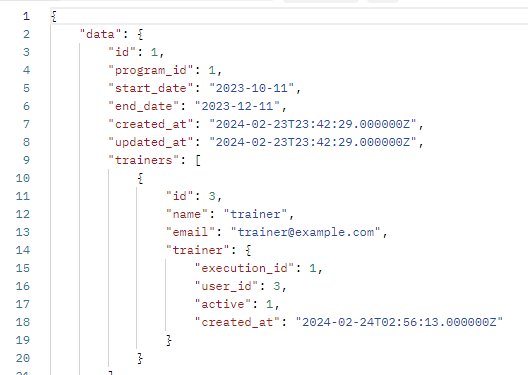 1 {
2 "data": {
3 "id": 1,
4 "program_id": 1,
5 "start_date": "2023-10-11",
6 "end_date": "2023-12-11",
7 "created_at": "2024-02-23T23:42:29.000000Z",
8 "updated_at": "2024-02-23T23:42:29.000000Z",
9 "trainers": [
10 {
11 "id": 3,
12 "name": "trainer",
13 "email": "trainer@example.com",
14 "trainer": {
15 "execution_id": 1,
16 "user_id": 3,
17 "active": 1,
18 "created_at": "2024-02-24T02:56:13.000000Z"
19 }
20 }